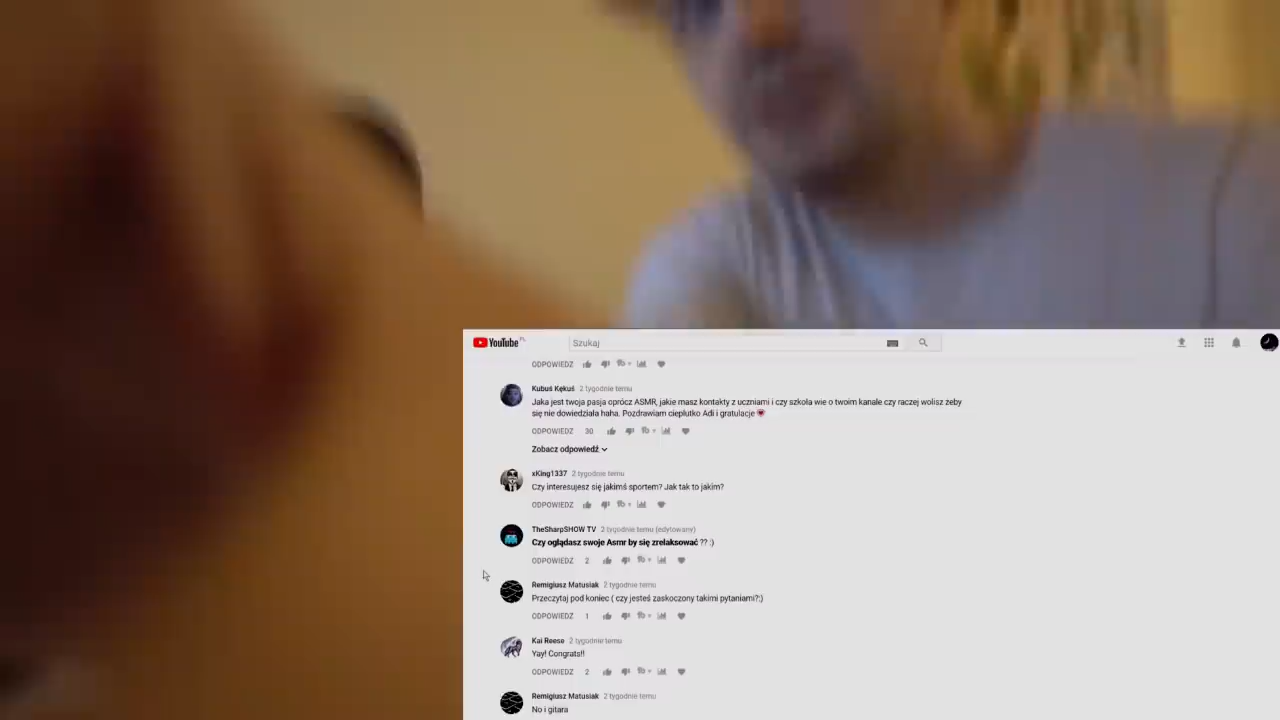 YouTube PL
Szukaj
ODPOWIEDZ
Kubuś Kękuś 2 tygodnie temu
Jaka jest twoja pasja oprócz ASMR, jakie masz kontakty z uczniami i czy szkoła wie o twoim kanale czy raczej wolisz żeby
się nie dowiedziała haha. Pozdrawiam cieplutko Adi i gratulacje
ODPOWIEDZ 30
Zobacz odpowiedź
xKing1337 2 tygodnie temu
Czy interesujesz się jakimś sportem? Jak tak to jakim?
ODPOWIEDZ
TheSharpSHOW TV 2 tygodnie temu (edytowany)
Czy oglądasz swoje Asmr by się zrelaksować ?? :)
ODPOWIEDZ 2
Remigiusz Matusiak 2 tygodnie temu
Przeczytaj pod koniec ( czy jesteś zaskoczony takimi pytaniami?;)
ODPOWIEDZ 1
Kai Reese 2 tygodnie temu
Yay! Congrats!!
ODPOWIEDZ 2
Remigiusz Matusiak 2 tygodnie temu
No i gitara